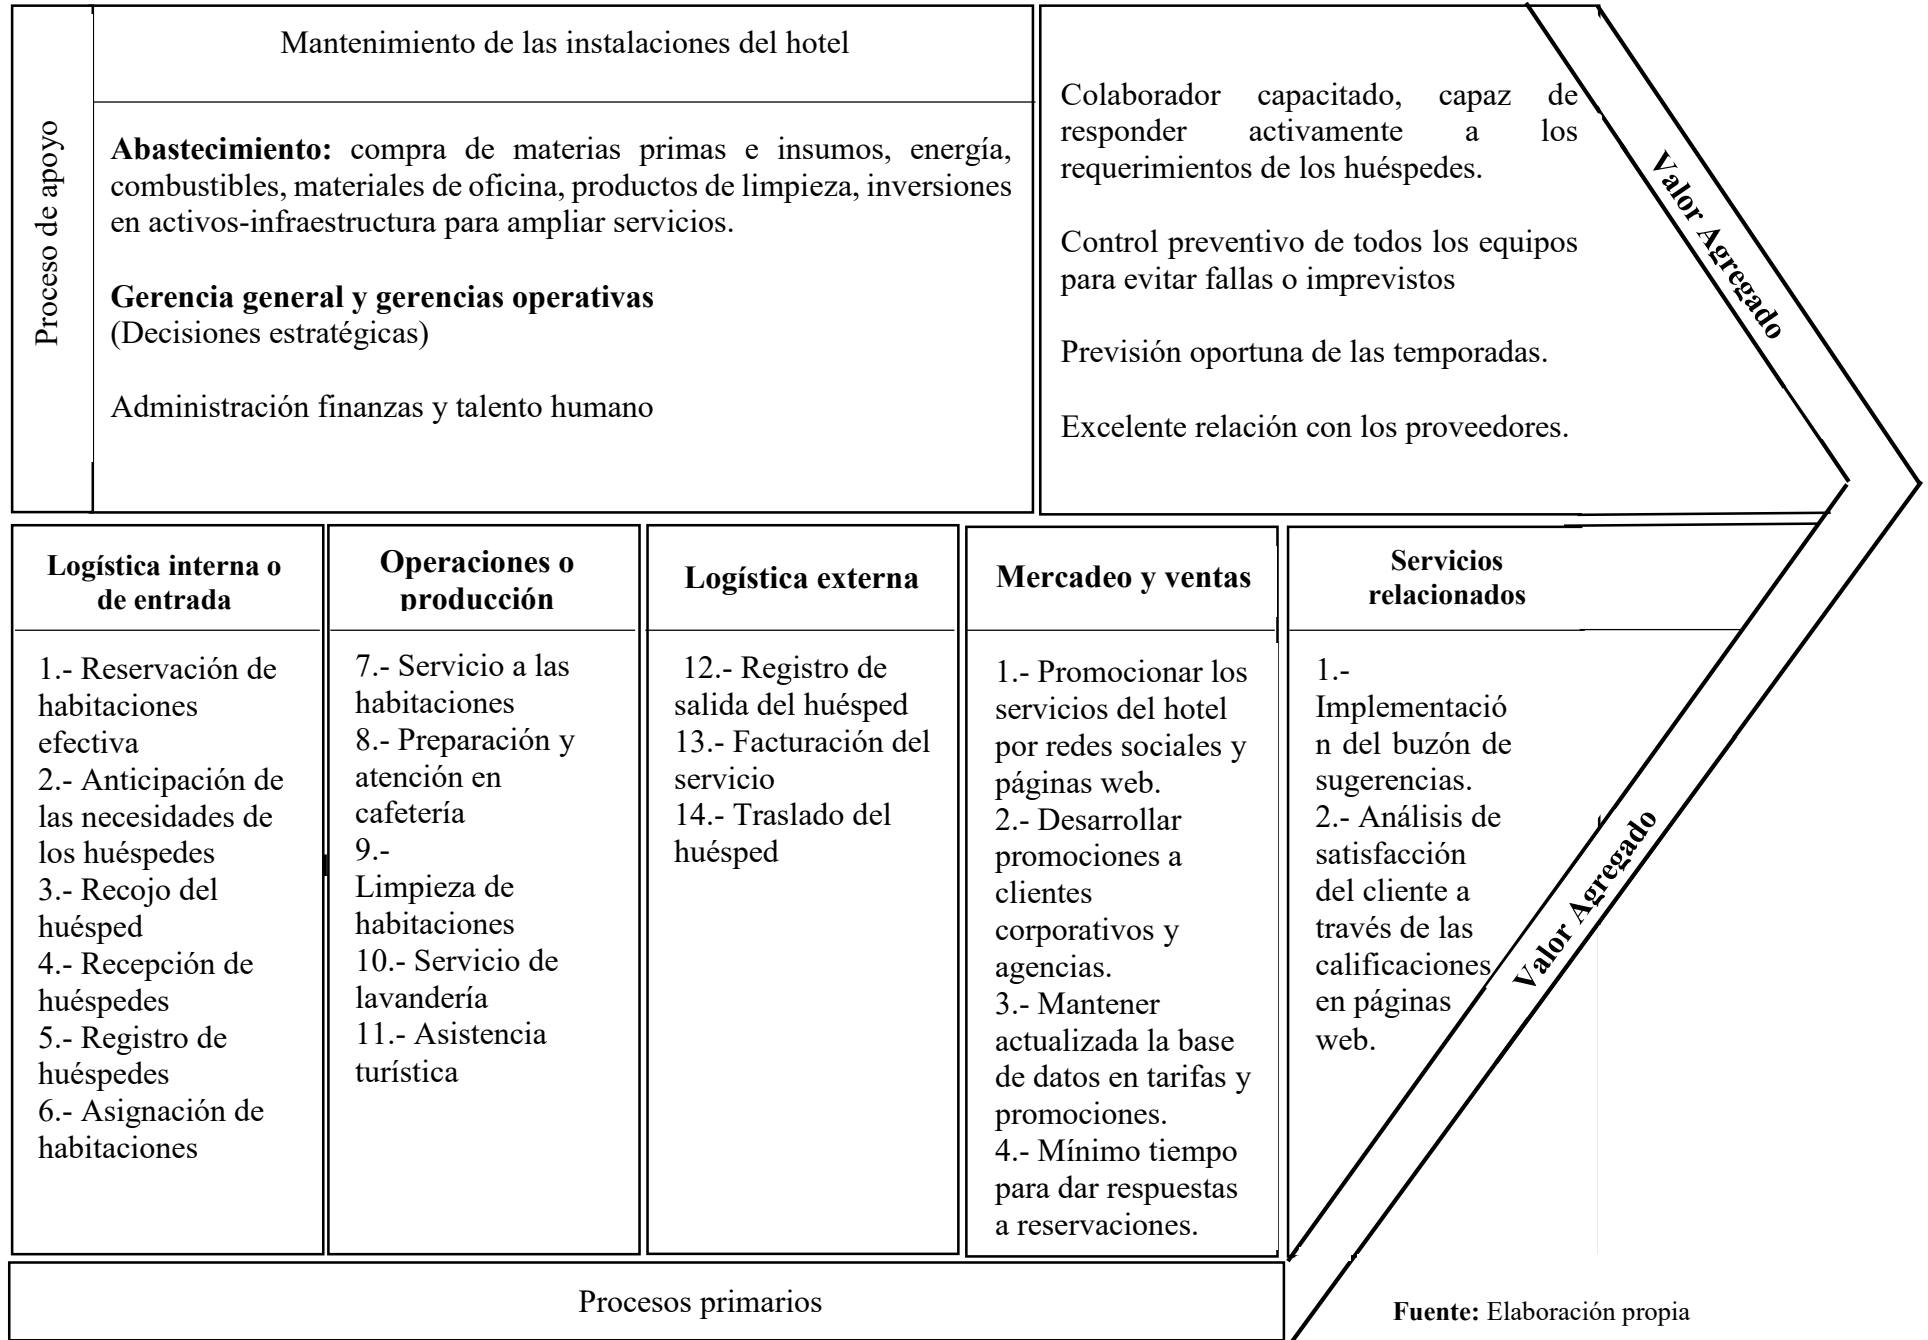 Proceso de apoyo
Mantenimiento de las instalaciones del hotel
Abastecimiento: compra de materias primas e insumos, energía,
combustibles, materiales de oficina, productos de limpieza, inversiones
en activos-infraestructura para ampliar servicios.
Gerencia general y gerencias operativas
(Decisiones estratégicas)
Administración finanzas y talento humano
Colaborador capacitado, capaz de
responder activamente a los
requerimientos de los huéspedes.
Control preventivo de todos los equipos
para evitar fallas o imprevistos
Previsión oportuna de las temporadas.
Excelente relación con los proveedores.
Valor Agregado
Logística interna o
de entrada
1.- Reservación de
habitaciones
efectiva
2.- Anticipación de
las necesidades de
los huéspedes
3.- Recojo del
huésped
4.- Recepción de
huéspedes
5.- Registro de
huéspedes
6.- Asignación de
habitaciones
Operaciones o
producción
7.- Servicio a las
habitaciones
8.- Preparación y
atención en
cafetería
9.-
Limpieza de
habitaciones
10.- Servicio de
lavandería
11.- Asistencia
turística
Logística externa
12.- Registro de
salida del huésped
13.- Facturación del
servicio
14.- Traslado del
huésped
Mercadeo y ventas
1.- Promocionar los
servicios del hotel
por redes sociales y
páginas web.
2.- Desarrollar
promociones a
clientes
corporativos y
agencias.
3.- Mantener
actualizada la base
de datos en tarifas y
promociones.
4.- Mínimo tiempo
para dar respuestas
a reservaciones.
Servicios
relacionados
1.-
Implementació
n del buzón de
sugerencias.
2.- Análisis de
satisfacción
del cliente a
través de las
calificaciones
en páginas
web.
Valor Agregado
Procesos primarios
Fuente: Elaboración propia